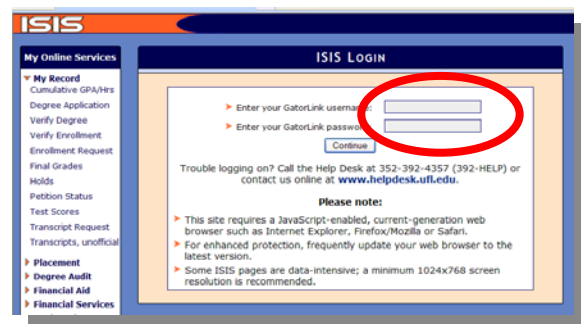 ISIS
My Online Services
My Record
Cumulative GPA/Hrs
Degree Application
Verify Degree
Verify Enrollment
Enrollment Request
Final Grades
Holds
Petition Status
Test Scores
Transcript Request
Transcripts, unofficial
Placement
Degree Audit
Financial Aid
Financial Services
ISIS LOGIN
Enter your GatorLink username:
Enter your GatorLink password:
Continue
Trouble logging on? Call the Help Desk at 352-392-4357 (392-HELP) or
contact us online at www.helpdesk.ufl.edu.
Please note:
This site requires a JavaScript-enabled, current-generation web
browser such as Internet Explorer, Firefox/Mozilla or Safari.
For enhanced protection, frequently update your web browser to the
latest version.
Some ISIS pages are data-intensive; a minimum 1024x768 screen
resolution is recommended.